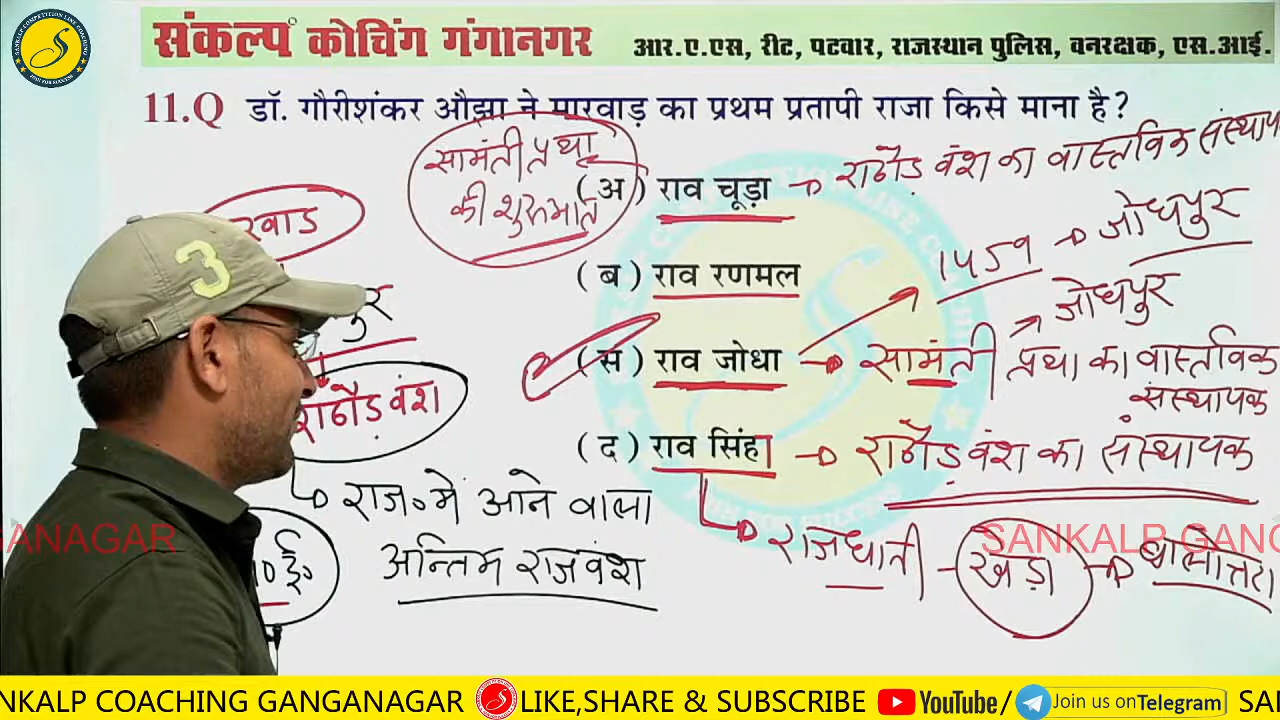 संकल्प कोचिंग गंगानगर
आर.ए.एस, रीट, पटवार, राजस्थान पुलिस, वनरक्षक, एस.आई.
11.Q डॉ. गौरीशंकर औझा ने मारवाड़ का प्रथम प्रतापी राजा किसे माना है?
सामंती प्रथा
की शुरुआत
(अ) राव चूड़ा → राठौड़ वंश का वास्तविक संस्थाप
(ब) राव रणमल
1459 → जोधपुर
जोधपुर
(स) राव जोधा → सामंती प्रथा का वास्तविक
संस्थापक
(द) राव सिंहा → राठौड़ वंश का संस्थापक
राठौड़ वंश
राज० में आने वाला
अन्तिम राजवंश
राजधानी - खेड़ा → बालोत्तरा
GANAGAR
SANKALP GANG
NKALP COACHING GANGANAGAR LIKE,SHARE & SUBSCRIBE YouTube/ Join us on Telegram SA